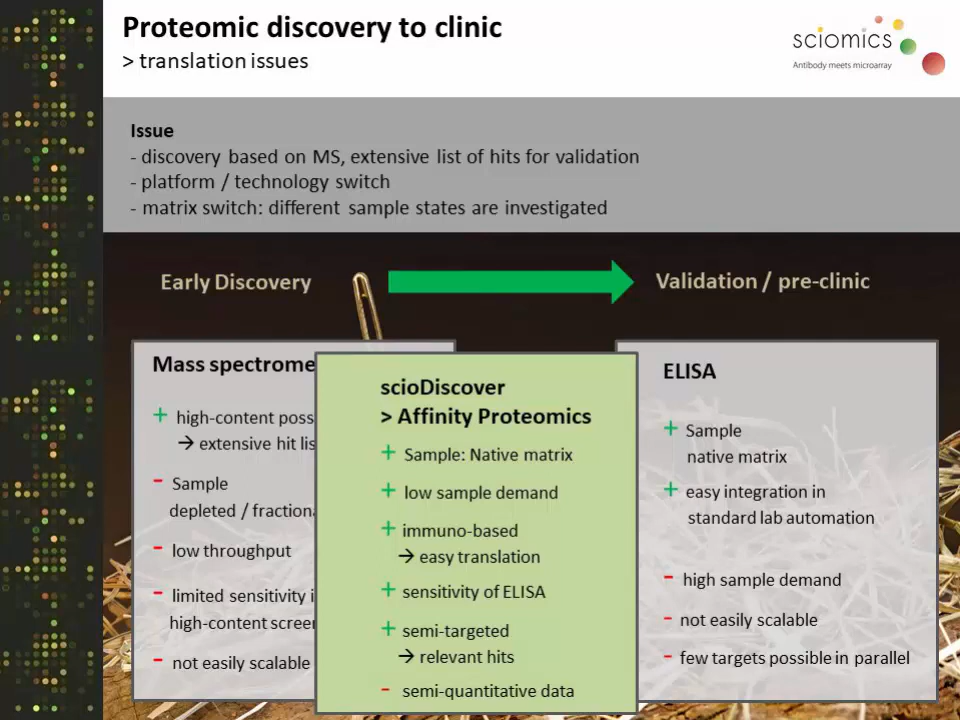 Proteomic discovery to clinic
> translation issues
sciomics
Antibody meets microarray
Issue
- discovery based on MS, extensive list of hits for validation
- platform / technology switch
- matrix switch: different sample states are investigated
Early Discovery
Validation / pre-clinic
Mass spectrome
+ high-content poss
→ extensive hit lis
- Sample
depleted / fraction
- low throughput
- limited sensitivity i
high-content screen
- not easily scalable
scioDiscover
> Affinity Proteomics
+ Sample: Native matrix
+ low sample demand
+ immuno-based
→ easy translation
+ sensitivity of ELISA
+ semi-targeted
→ relevant hits
- semi-quantitative data
ELISA
+ Sample
native matrix
+ easy integration in
standard lab automation
- high sample demand
- not easily scalable
- few targets possible in parallel